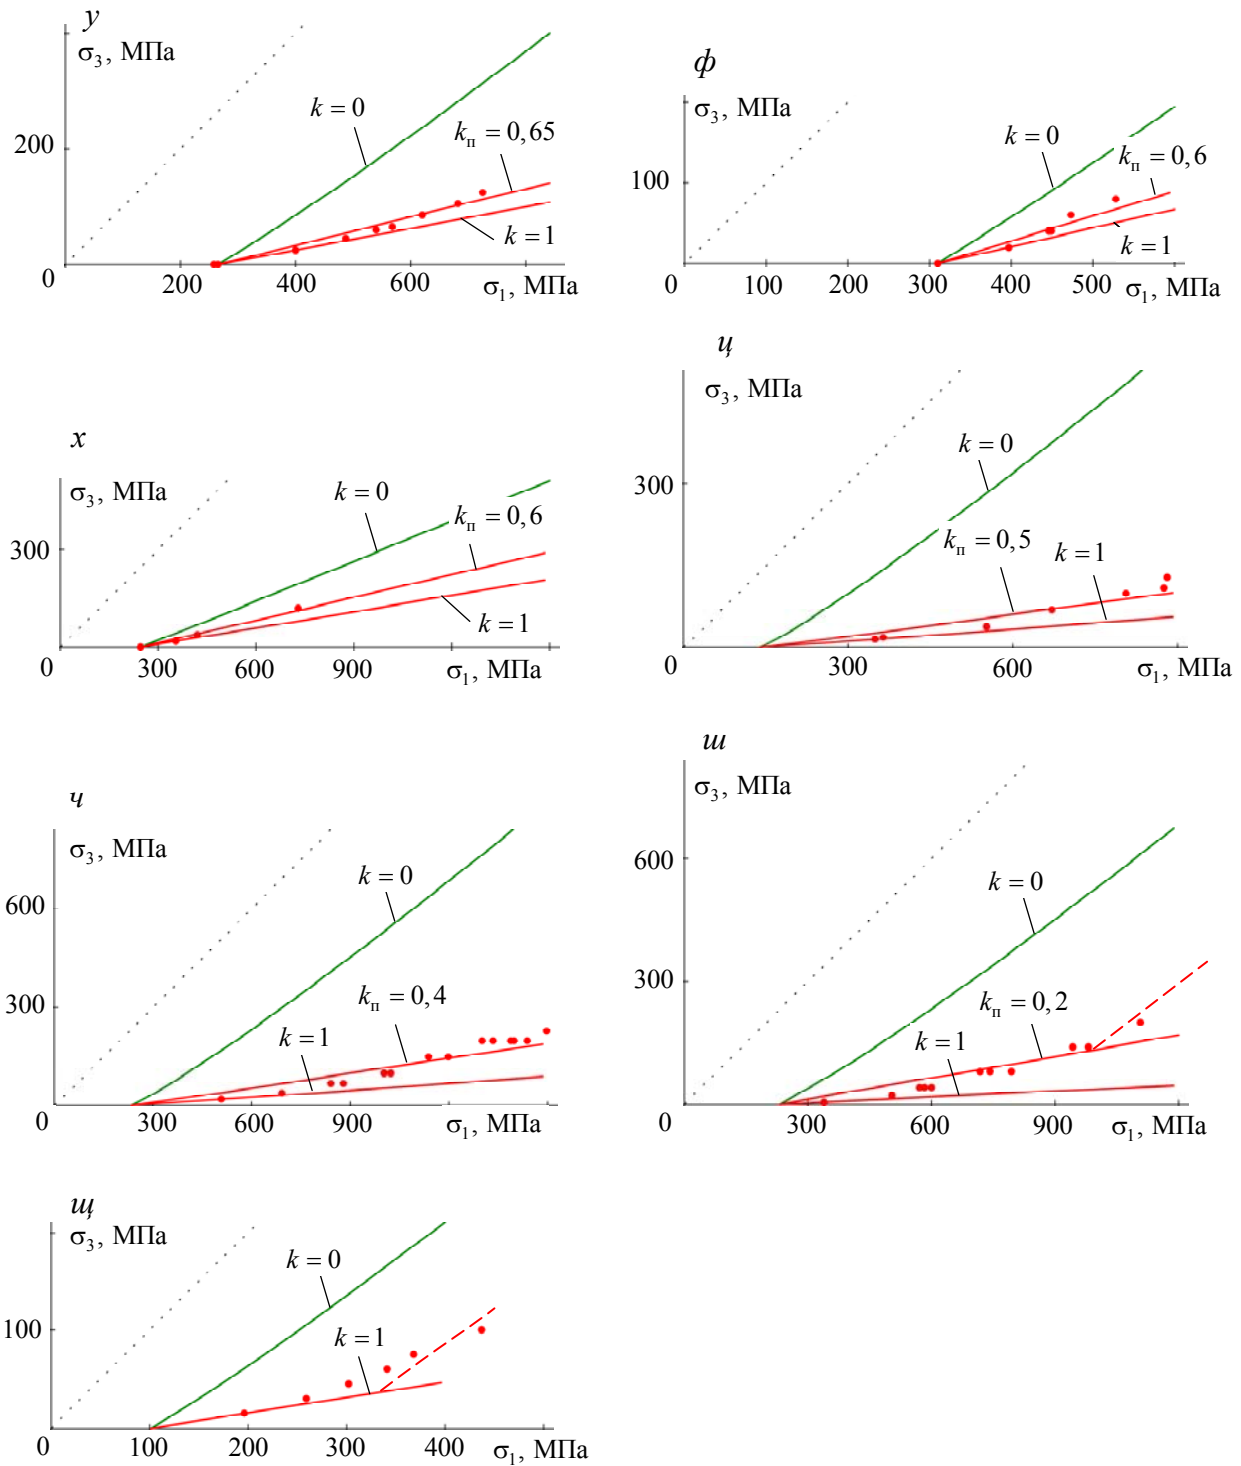 у
σ₃, МПа
k = 0
kп = 0,65
200
k = 1
0
200
400
600
σ₁, МПа
ф
σ₃, МПа
k = 0
kп = 0,6
100
k = 1
0
100
200
300
400
500
σ₁, МПа
х
σ₃, МПа
k = 0
kп = 0,6
300
k = 1
0
300
600
900
σ₁, МПа
ц
σ₃, МПа
k = 0
300
kп = 0,5
k = 1
0
300
600
σ₁, МПа
ч
σ₃, МПа
k = 0
600
300
kп = 0,4
k = 1
0
300
600
900
σ₁, МПа
ш
σ₃, МПа
600
k = 0
300
kп = 0,2
k = 1
0
300
600
900
σ₁, МПа
щ
σ₃, МПа
k = 0
100
k = 1
0
100
200
300
400
σ₁, МПа